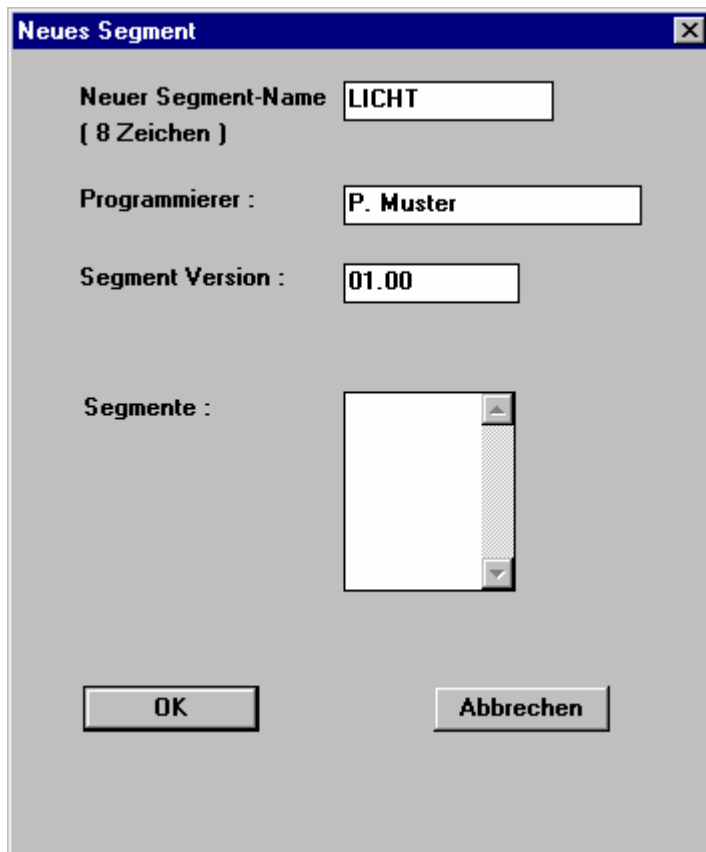 Neues Segment
Neuer Segment-Name LICHT
( 8 Zeichen )
Programmierer : P. Muster
Segment Version : 01.00
Segmente :
OK Abbrechen